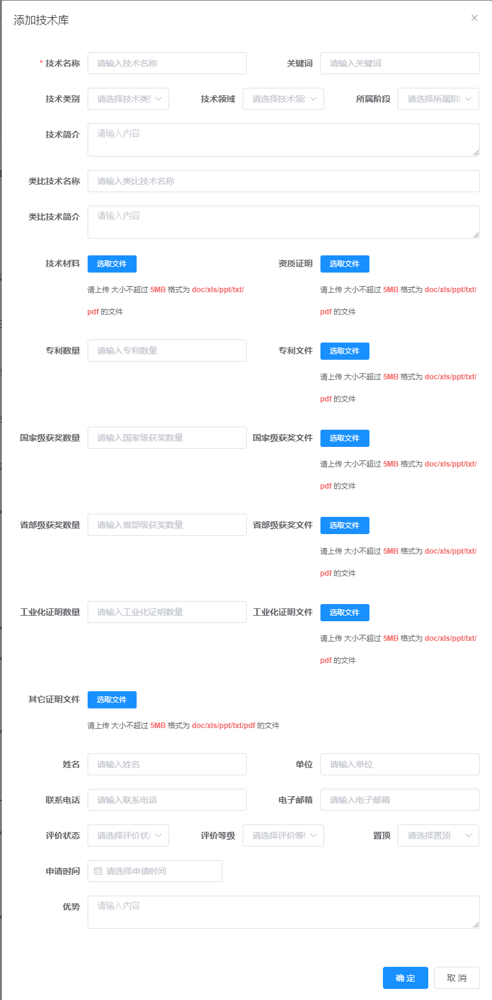 添加技术库
* 技术名称 请输入技术名称 关键词 请输入关键词
技术类别 请选择技术类 技术领域 请选择技术领 所属阶段 请选择所属阶
技术简介 请输入内容
类比技术名称 请输入类比技术名称
类比技术简介 请输入内容
技术材料 选取文件 资质证明 选取文件
请上传 大小不超过 5MB 格式为 doc/xls/ppt/txt/ 请上传 大小不超过 5MB 格式为 doc/xls/ppt/txt/
pdf 的文件 pdf 的文件
专利数量 请输入专利数量 专利文件 选取文件
请上传 大小不超过 5MB 格式为 doc/xls/ppt/txt/
pdf 的文件
国家级获奖数量 请输入国家级获奖数量 国家级获奖文件 选取文件
请上传 大小不超过 5MB 格式为 doc/xls/ppt/txt/
pdf 的文件
省部级获奖数量 请输入省部级获奖数量 省部级获奖文件 选取文件
请上传 大小不超过 5MB 格式为 doc/xls/ppt/txt/
pdf 的文件
工业化证明数量 请输入工业化证明数量 工业化证明文件 选取文件
请上传 大小不超过 5MB 格式为 doc/xls/ppt/txt/
pdf 的文件
其它证明文件 选取文件
请上传 大小不超过 5MB 格式为 doc/xls/ppt/txt/pdf 的文件
姓名 请输入姓名 单位 请输入单位
联系电话 请输入联系电话 电子邮箱 请输入电子邮箱
评价状态 请选择评价状 评价等级 请选择评价等 置顶 请选择置顶
申请时间 请选择申请时间
优势 请输入内容
确 定 取 消